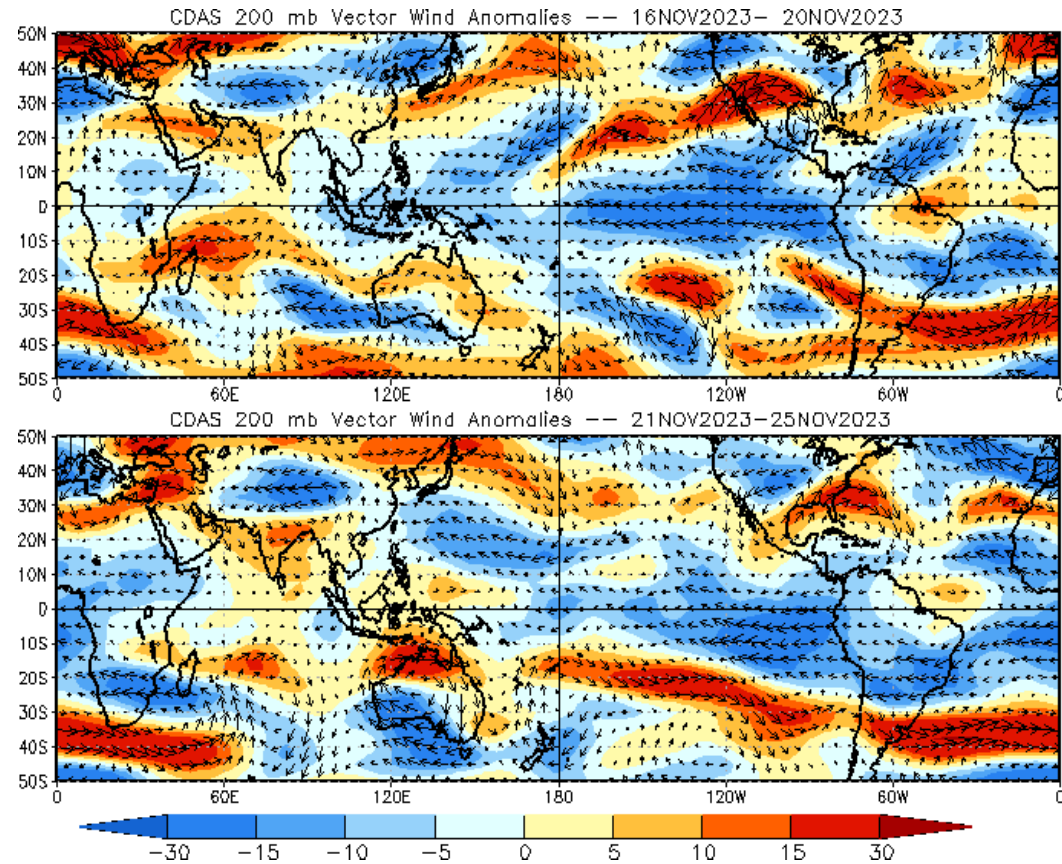 CDAS 200 mb Vector Wind Anomalies -- 16NOV2023- 20NOV2023
50N
40N
30N
20N
10N
0
10S
20S
30S
40S
50S
0 60E 120E 180 120W 60W 0
CDAS 200 mb Vector Wind Anomalies -- 21NOV2023-25NOV2023
50N
40N
30N
20N
10N
0
10S
20S
30S
40S
50S
0 60E 120E 180 120W 60W 0
-30 -15 -10 -5 0 5 10 15 30